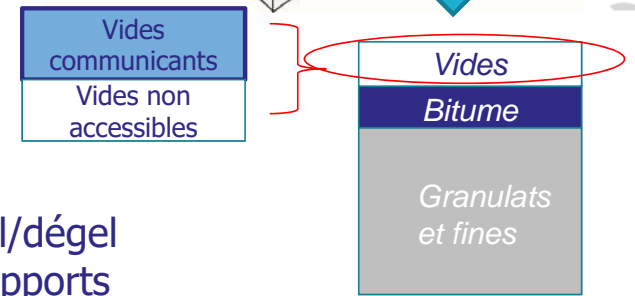 Vides
communicants
Vides non
accessibles
Vides
Bitume
Granulats
et fines
l/dégel
pports